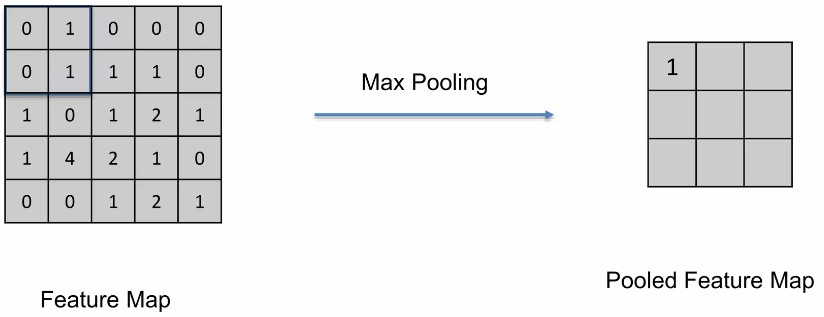 0 1 0 0 0
0 1 1 1 0
1 0 1 2 1
1 4 2 1 0
0 0 1 2 1
Max Pooling
1
Feature Map
Pooled Feature Map